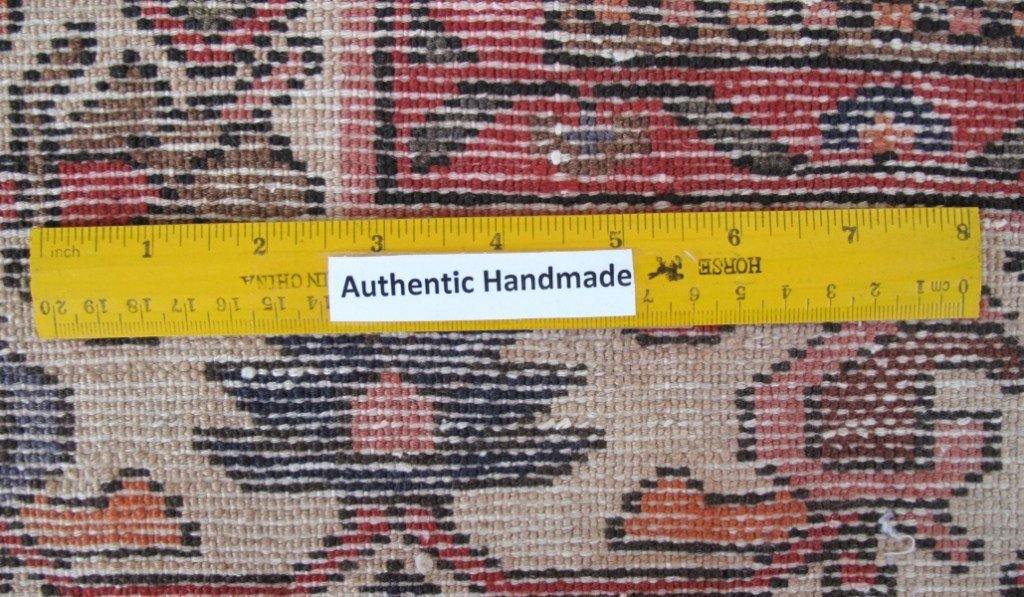 inch 1 2 3 4 5 6 7 8
Authentic Handmade
HORSE
IN CHINA
20 19 18 17 16 15 14 7 6 5 4 3 2 1 cm 0